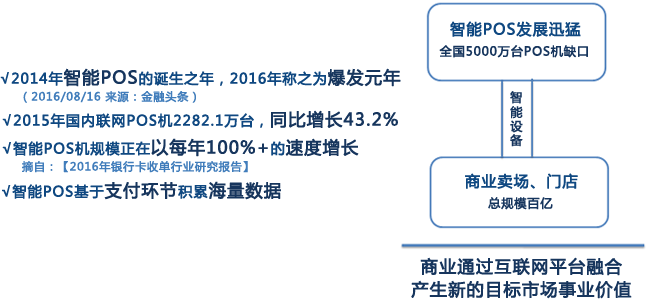 √2014年智能POS的诞生之年，2016年称之为爆发元年
（2016/08/16 来源：金融头条）
√2015年国内联网POS机2282.1万台，同比增长43.2%
√智能POS机规模正在以每年100%+的速度增长
摘自：【2016年银行卡收单行业研究报告】
√智能POS基于支付环节积累海量数据
智能POS发展迅猛
全国5000万台POS机缺口
智能设备
商业卖场、门店
总规模百亿
商业通过互联网平台融合
产生新的目标市场事业价值